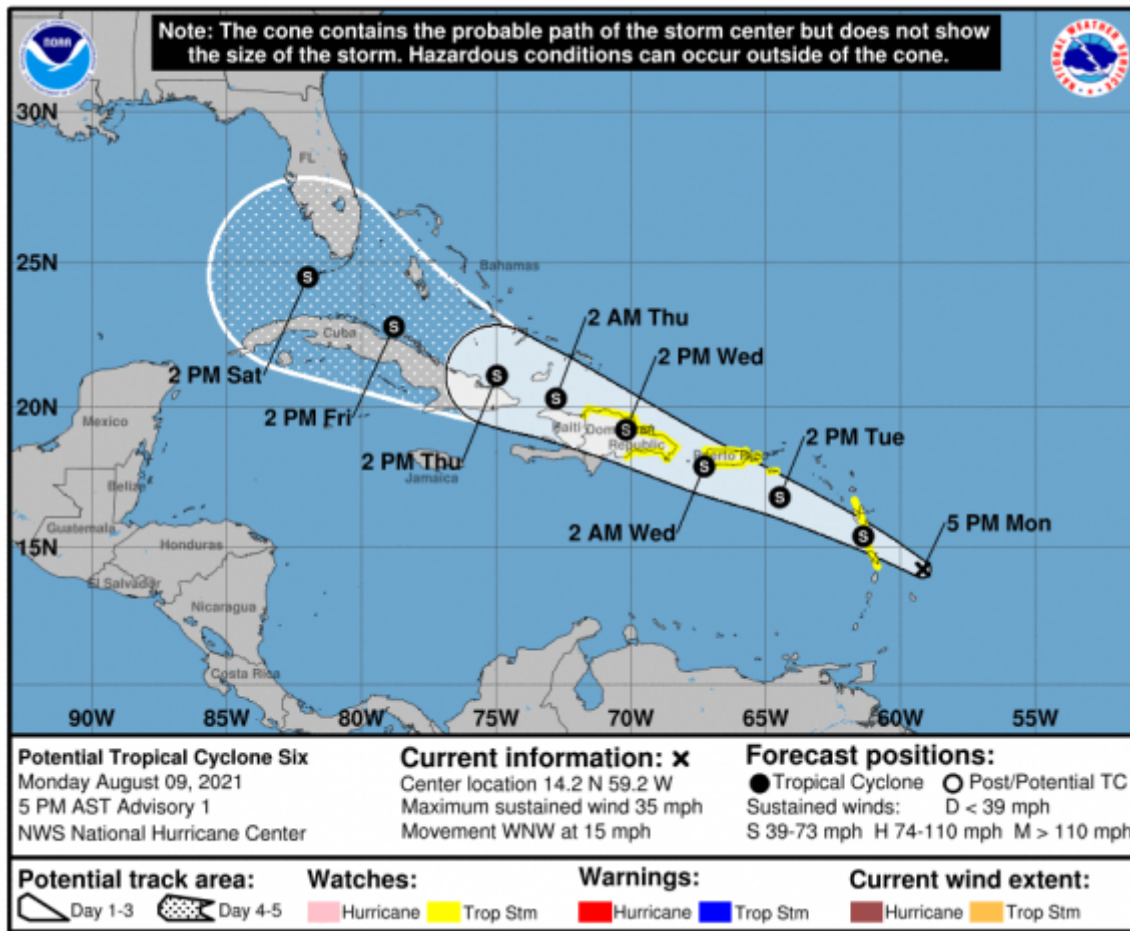 Note: The cone contains the probable path of the storm center but does not show
the size of the storm. Hazardous conditions can occur outside of the cone.
NOAA
NATIONAL WEATHER SERVICE
30N
FL
25N
Bahamas
2 AM Thu
S
S
Cuba
2 PM Wed
2 PM Sat
S
S
20N
2 PM Fri
Mexico
S
Haiti
Dominican
Republic
2 PM Tue
2 PM Thu
Puerto Rico
S
Jamaica
S
Belize
Guatemala
2 AM Wed
S
5 PM Mon
15N
Honduras
El Salvador
Nicaragua
Costa Rica
90W 85W 80W 75W 70W 65W 60W 55W
Potential Tropical Cyclone Six
Monday August 09, 2021
5 PM AST Advisory 1
NWS National Hurricane Center
Current information: x
Center location 14.2 N 59.2 W
Maximum sustained wind 35 mph
Movement WNW at 15 mph
Forecast positions:
Tropical Cyclone Post/Potential TC
Sustained winds: D < 39 mph
S 39-73 mph H 74-110 mph M > 110 mph
Potential track area:
Day 1-3 Day 4-5
Watches:
Hurricane Trop Stm
Warnings:
Hurricane Trop Stm
Current wind extent:
Hurricane Trop Stm